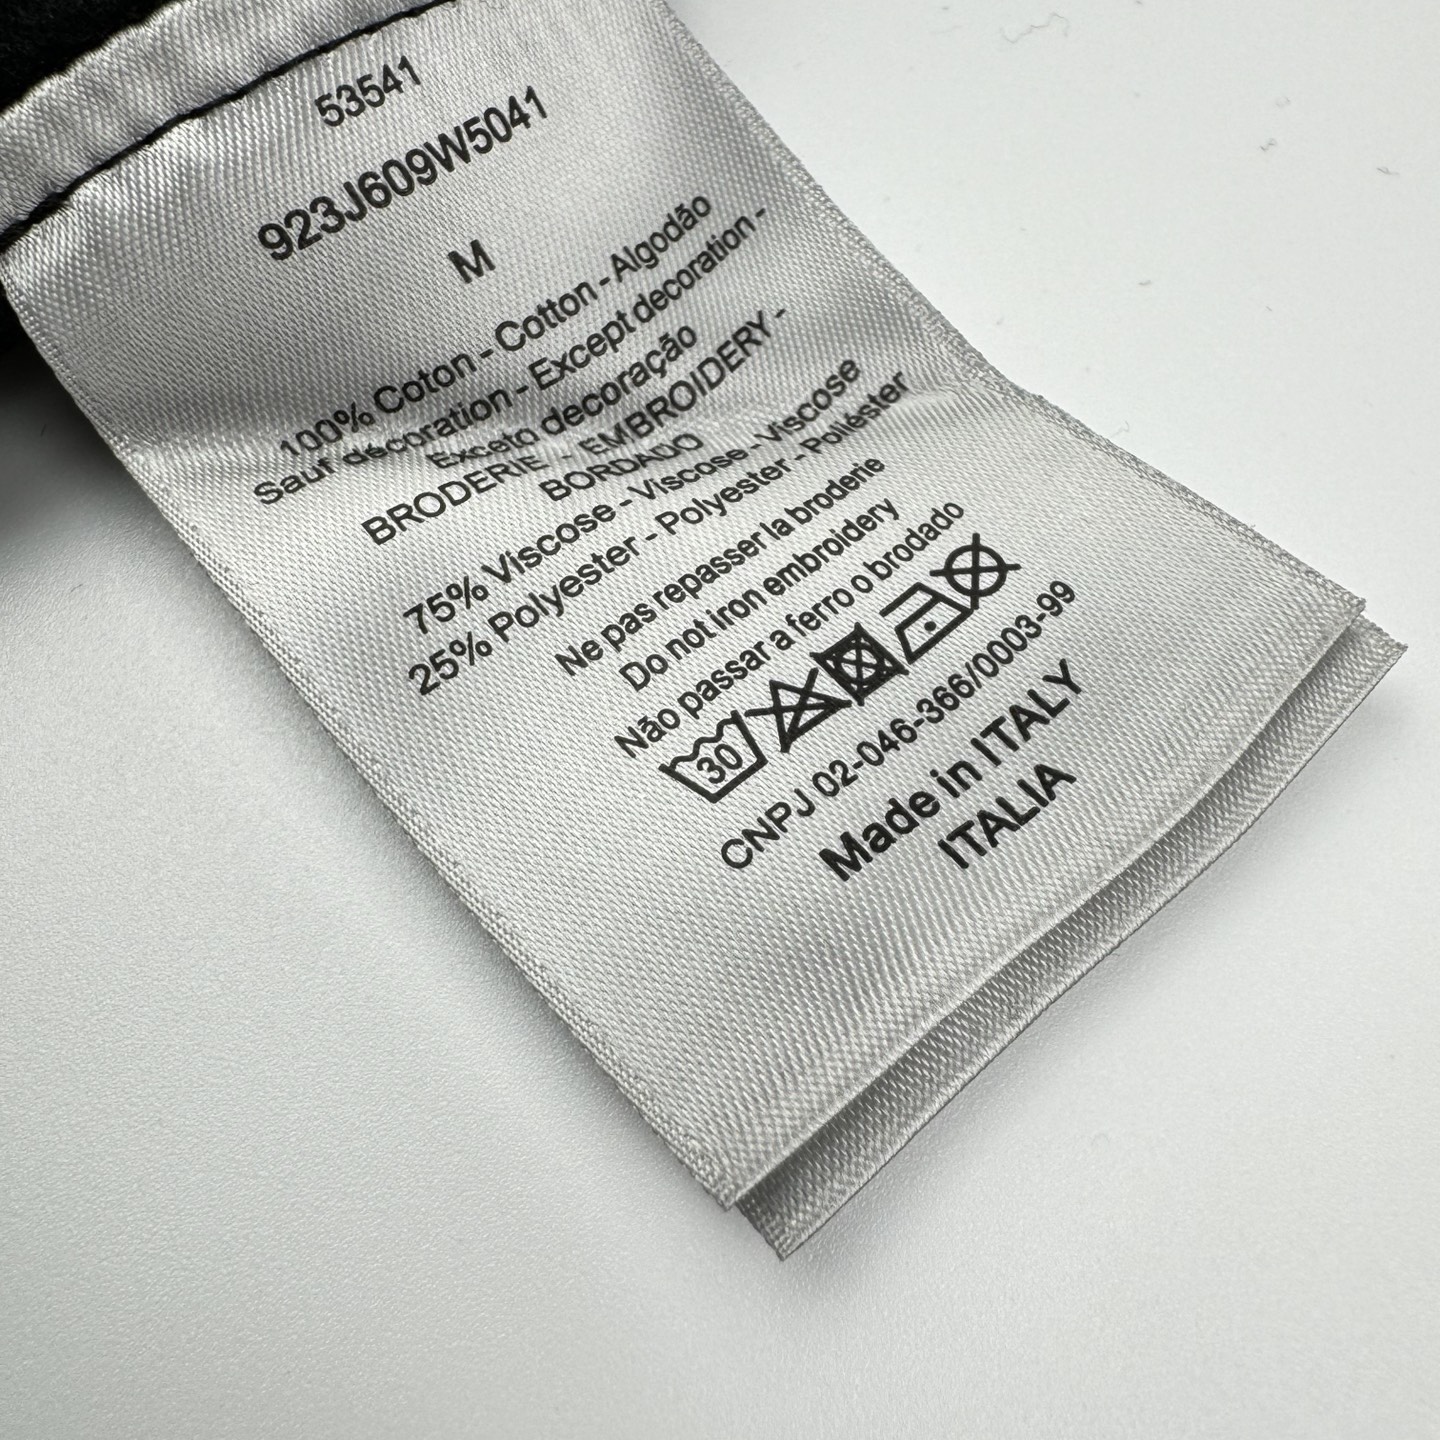 53541
923J609W5041
M
100% Coton - Cotton - Algodão
Sauf décoration - Except decoration -
Exceto decoração
BRODERIE - EMBROIDERY -
BORDADO
75% Viscose - Viscose - Viscose
25% Polyester - Polyester - Poliéster
Ne pas repasser la broderie
Do not iron embroidery
Não passar a ferro o brodado
30
CNPJ 02-046-366/0003-99
Made in ITALY
ITALIA